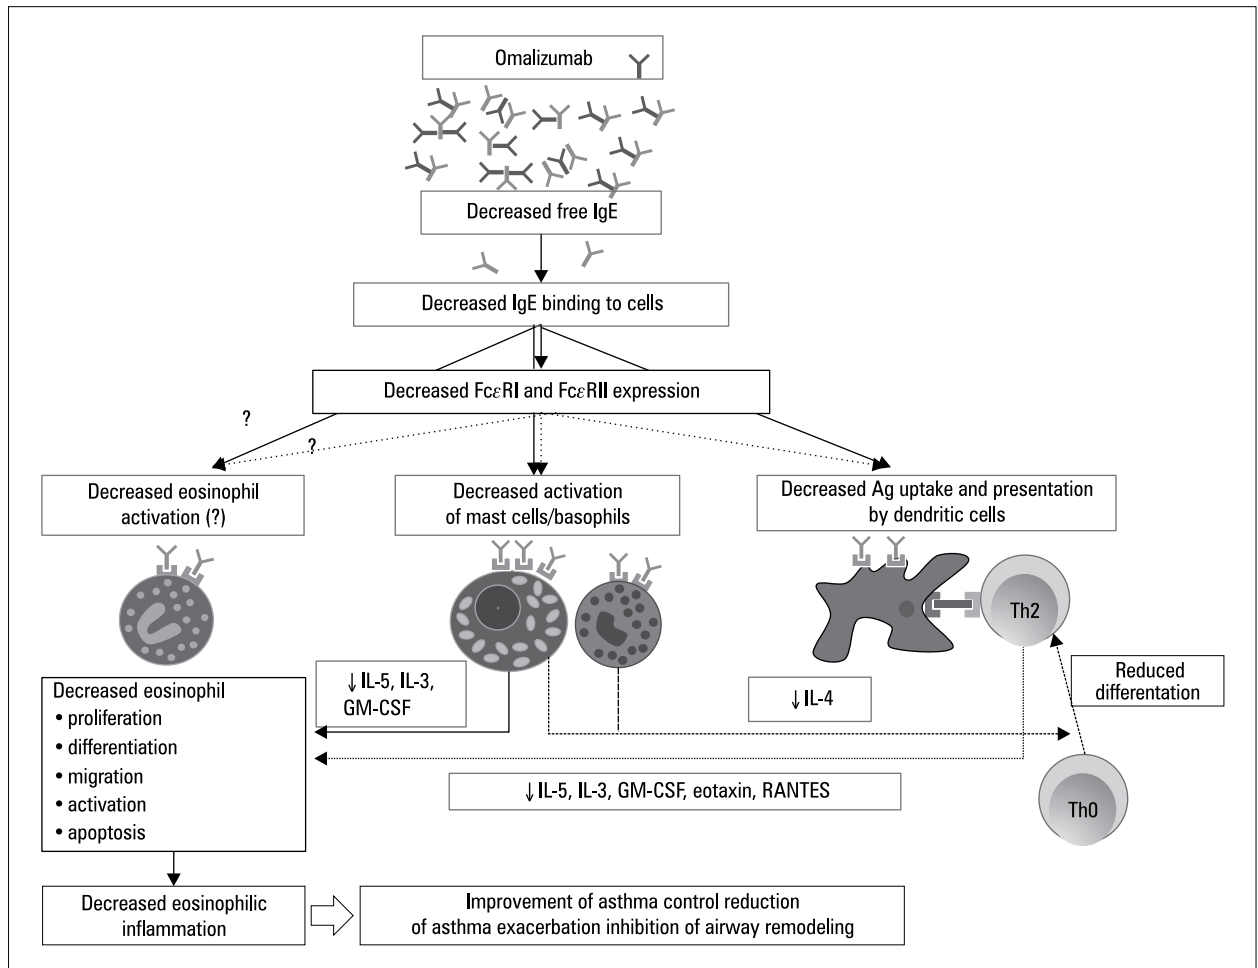 Omalizumab
Decreased free IgE
Decreased IgE binding to cells
Decreased FcεRI and FcεRII expression
?
?
Decreased eosinophil
activation (?)
Decreased activation
of mast cells/basophils
Decreased Ag uptake and presentation
by dendritic cells
Th2
Reduced
differentation
↓IL-5, IL-3,
GM-CSF
↓IL-4
Decreased eosinophil
• proliferation
• differentiation
• migration
• activation
• apoptosis
↓IL-5, IL-3, GM-CSF, eotaxin, RANTES
Th0
Decreased eosinophilic
inflammation
Improvement of asthma control reduction
of asthma exacerbation inhibition of airway remodeling